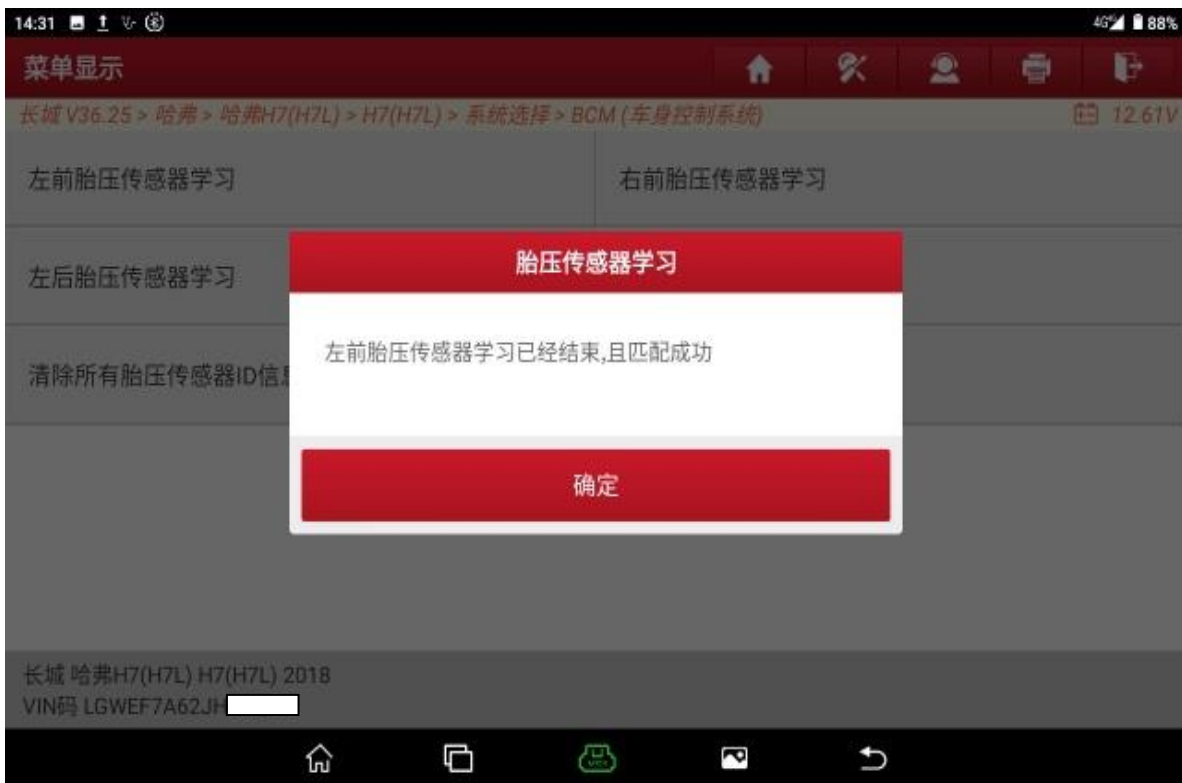 14:31
4G 88%
菜单显示
长城 V36.25 > 哈弗 > 哈弗H7(H7L) > H7(H7L) > 系统选择 > BCM (车身控制系统)
12.61V
左前胎压传感器学习
右前胎压传感器学习
胎压传感器学习
左后胎压传感器学习
左前胎压传感器学习已经结束,且匹配成功
清除所有胎压传感器ID信息
确定
长城 哈弗H7(H7L) H7(H7L) 2018
VIN码 LGWEF7A62JH